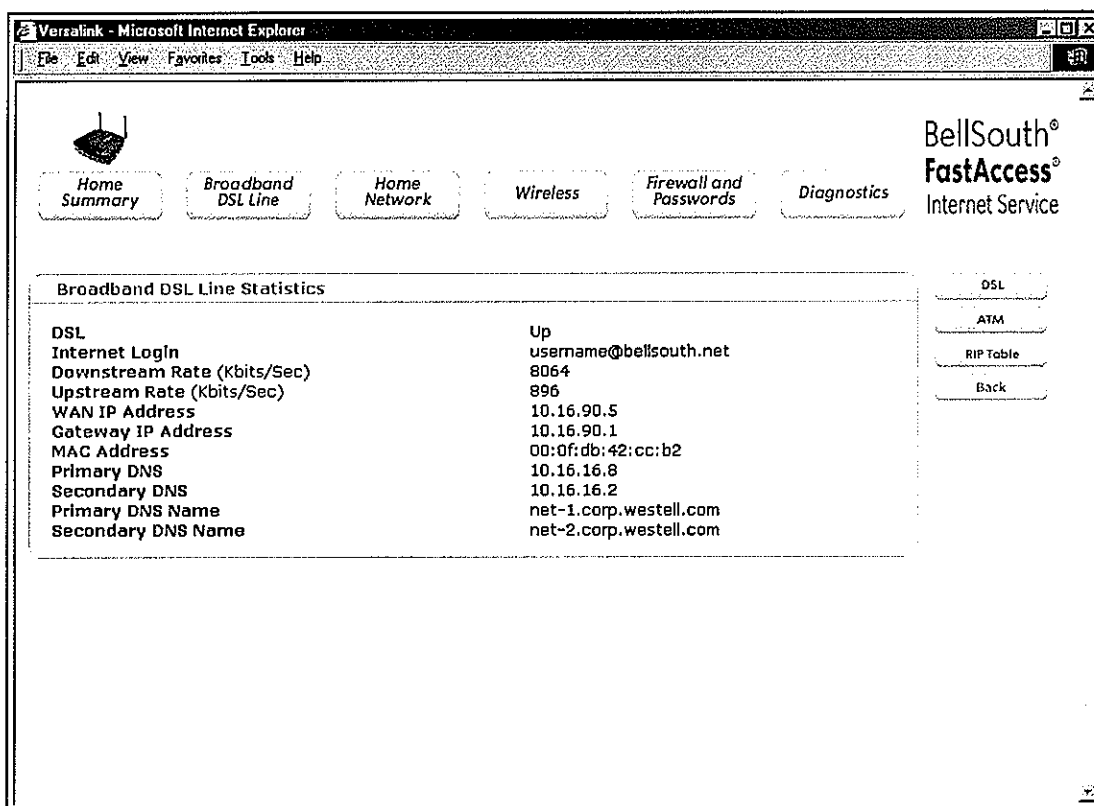 Versalink - Microsoft Internet Explorer
File Edit View Favorites Tools Help
BellSouth®
FastAccess®
Internet Service
Home Summary
Broadband DSL Line
Home Network
Wireless
Firewall and Passwords
Diagnostics
Broadband DSL Line Statistics
DSL Up
Internet Login username@bellsouth.net
Downstream Rate (Kbits/Sec) 8064
Upstream Rate (Kbits/Sec) 896
WAN IP Address 10.16.90.5
Gateway IP Address 10.16.90.1
MAC Address 00:0f:db:42:cc:b2
Primary DNS 10.16.16.8
Secondary DNS 10.16.16.2
Primary DNS Name net-1.corp.westell.com
Secondary DNS Name net-2.corp.westell.com
DSL
ATM
RIP Table
Back